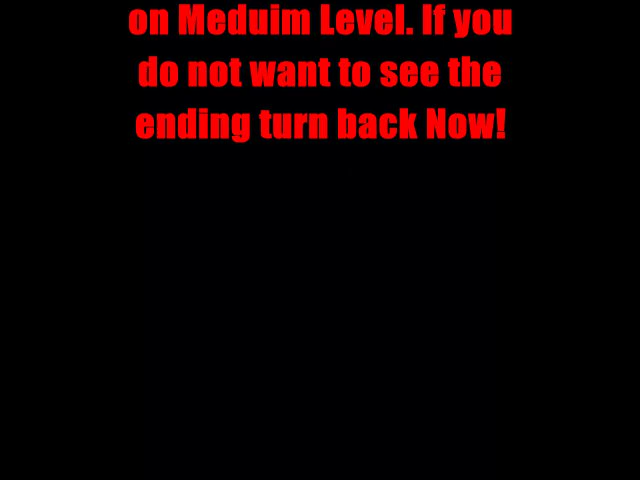 on Meduim Level. If you
do not want to see the
ending turn back Now!